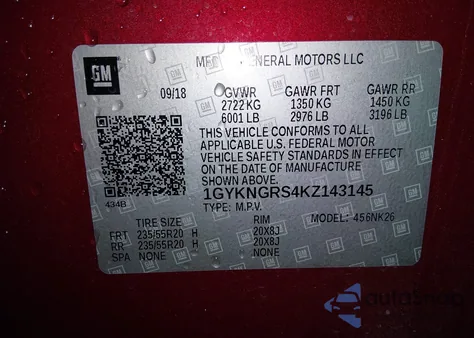 GM
MFD GENERAL MOTORS LLC
09/18 GVWR GAWR FRT GAWR RR
2722 KG 1350 KG 1450 KG
6001 LB 2976 LB 3196 LB
THIS VEHICLE CONFORMS TO ALL
APPLICABLE U.S. FEDERAL MOTOR
VEHICLE SAFETY STANDARDS IN EFFECT
ON THE DATE OF MANUFACTURE
SHOWN ABOVE.
1GYKNGRS4KZ143145
434B TYPE: M.P.V. MODEL: 456NK26
TIRE SIZE RIM
FRT 235/55R20 H 20X8J
RR 235/55R20 H 20X8J
SPA NONE NONE